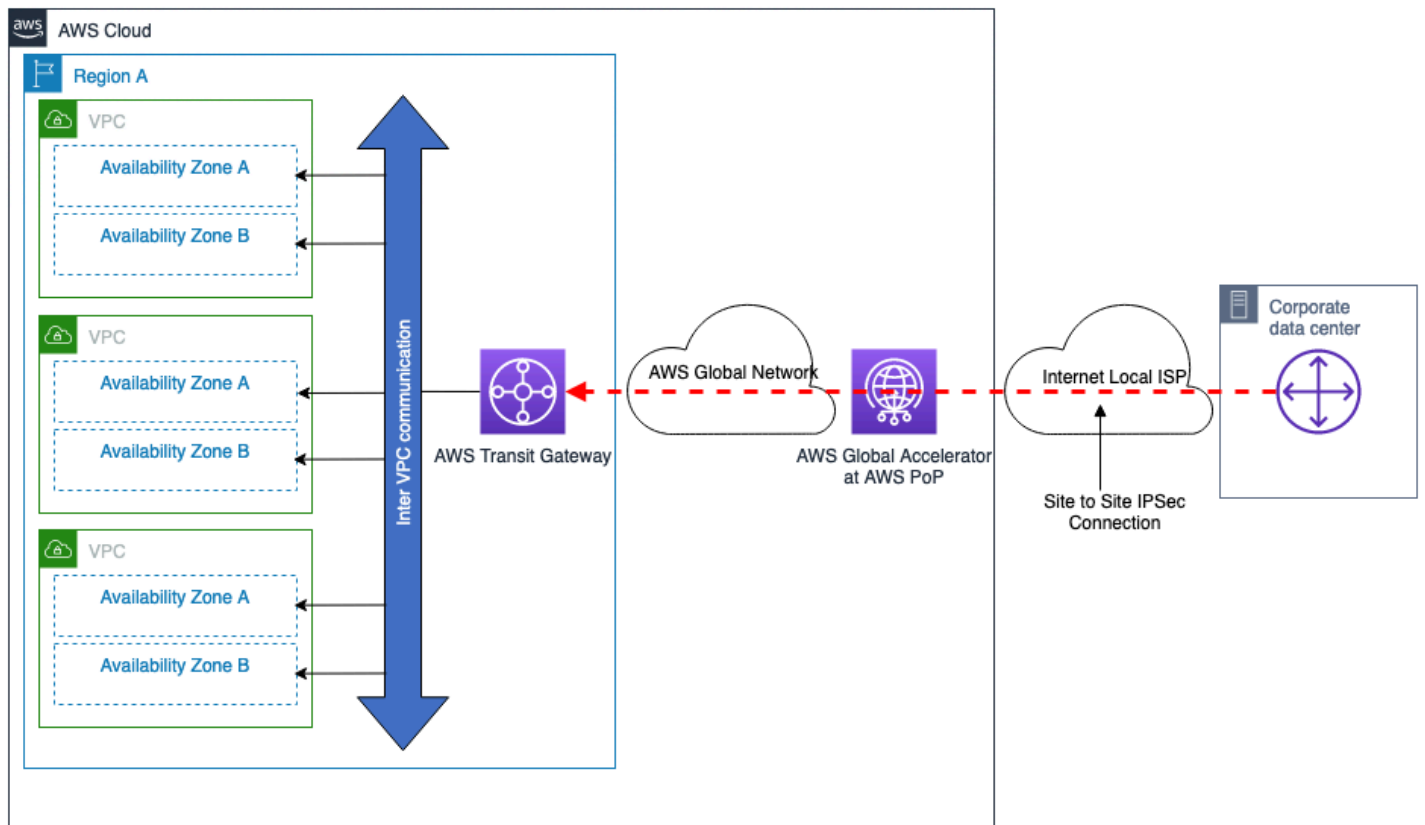 aws
AWS Cloud
Region A
VPC
Availability Zone A
Availability Zone B
VPC
Availability Zone A
Availability Zone B
VPC
Availability Zone A
Availability Zone B
Inter VPC communication
AWS Transit Gateway
AWS Global Network
AWS Global Accelerator
at AWS PoP
Internet Local ISP
Site to Site IPSec
Connection
Corporate
data center